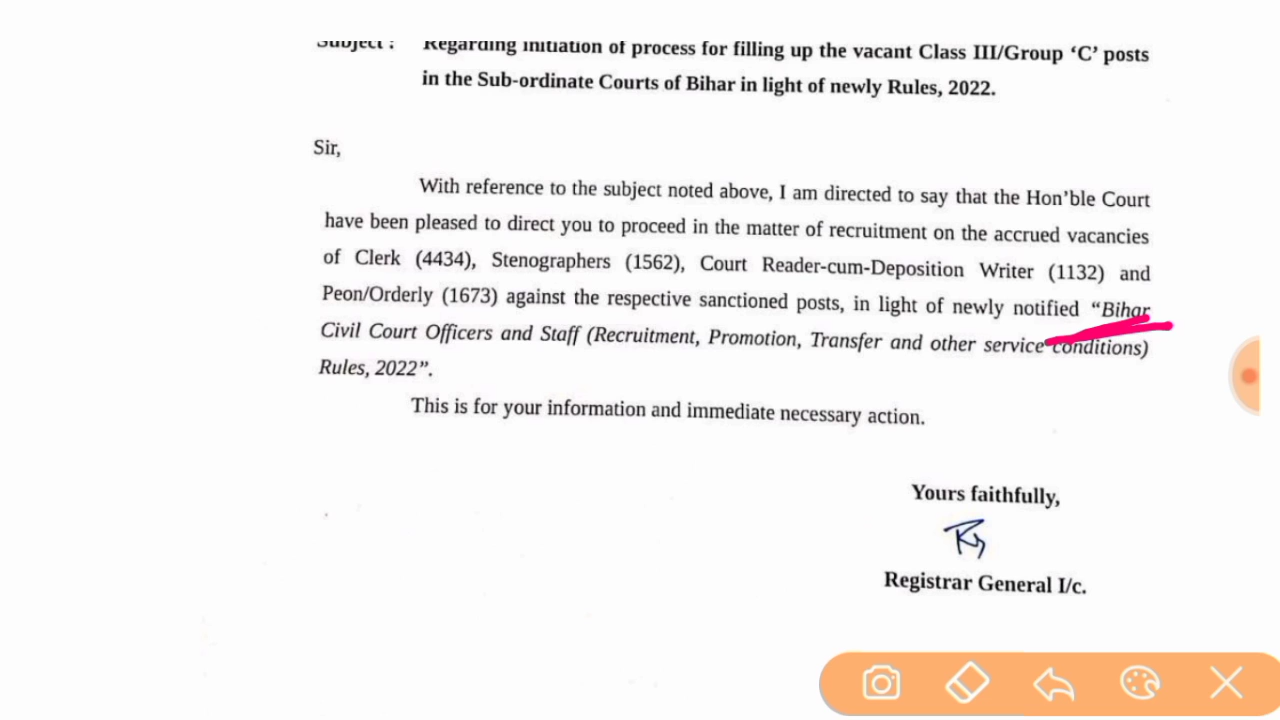 Subject : Regarding initiation of process for filling up the vacant Class III/Group ‘C’ posts
in the Sub-ordinate Courts of Bihar in light of newly Rules, 2022.
Sir,
With reference to the subject noted above, I am directed to say that the Hon’ble Court
have been pleased to direct you to proceed in the matter of recruitment on the accrued vacancies
of Clerk (4434), Stenographers (1562), Court Reader-cum-Deposition Writer (1132) and
Peon/Orderly (1673) against the respective sanctioned posts, in light of newly notified “Bihar
Civil Court Officers and Staff (Recruitment, Promotion, Transfer and other service conditions)
Rules, 2022”.
This is for your information and immediate necessary action.
Yours faithfully,
Registrar General I/c.